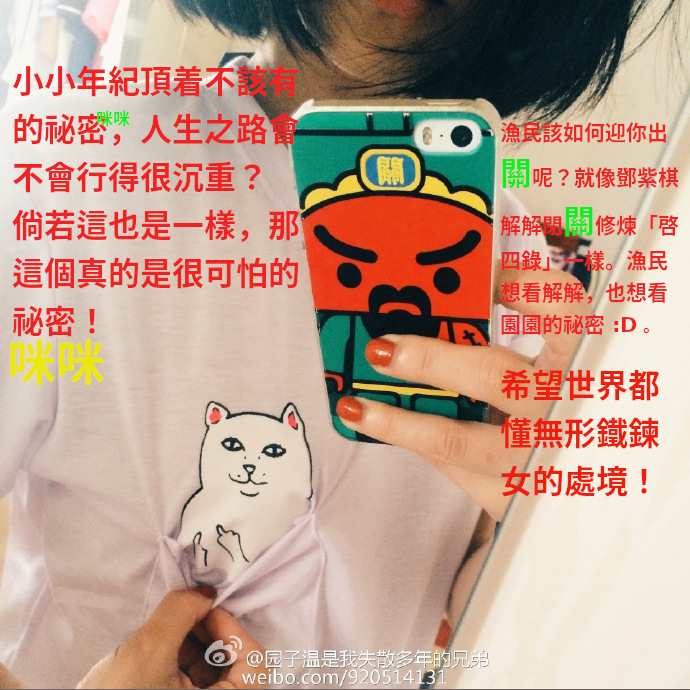 小小年紀頂着不該有
的祕密咪咪，人生之路會
不會行得很沉重？
倘若這也是一樣，那
這個真的是很可怕的
祕密！
咪咪
關
漁民該如何迎你出
關呢？就像鄧紫棋
解解閉關修煉「啓
四錄」一樣。漁民
想看解解，也想看
園園的祕密 :D 。
希望世界都
懂無形鐵鍊
女的處境！
@园子温是我失散多年的兄弟
weibo.com/920514131